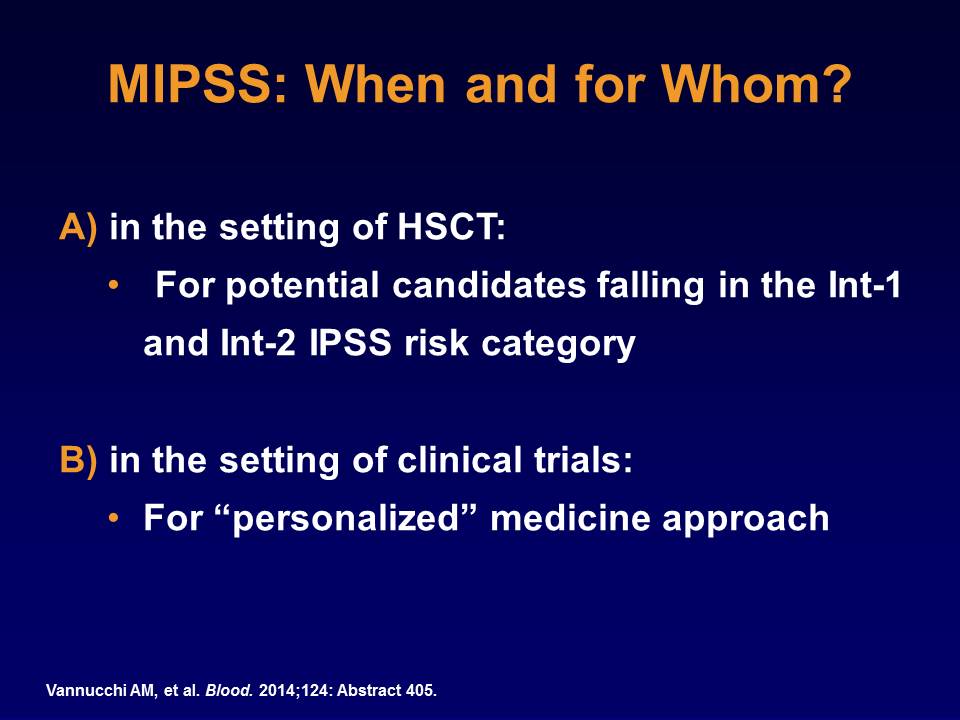 MIPSS: When and for Whom?
A) in the setting of HSCT:
• For potential candidates falling in the Int-1
and Int-2 IPSS risk category
B) in the setting of clinical trials:
• For “personalized” medicine approach
Vannucchi AM, et al. Blood. 2014;124: Abstract 405.